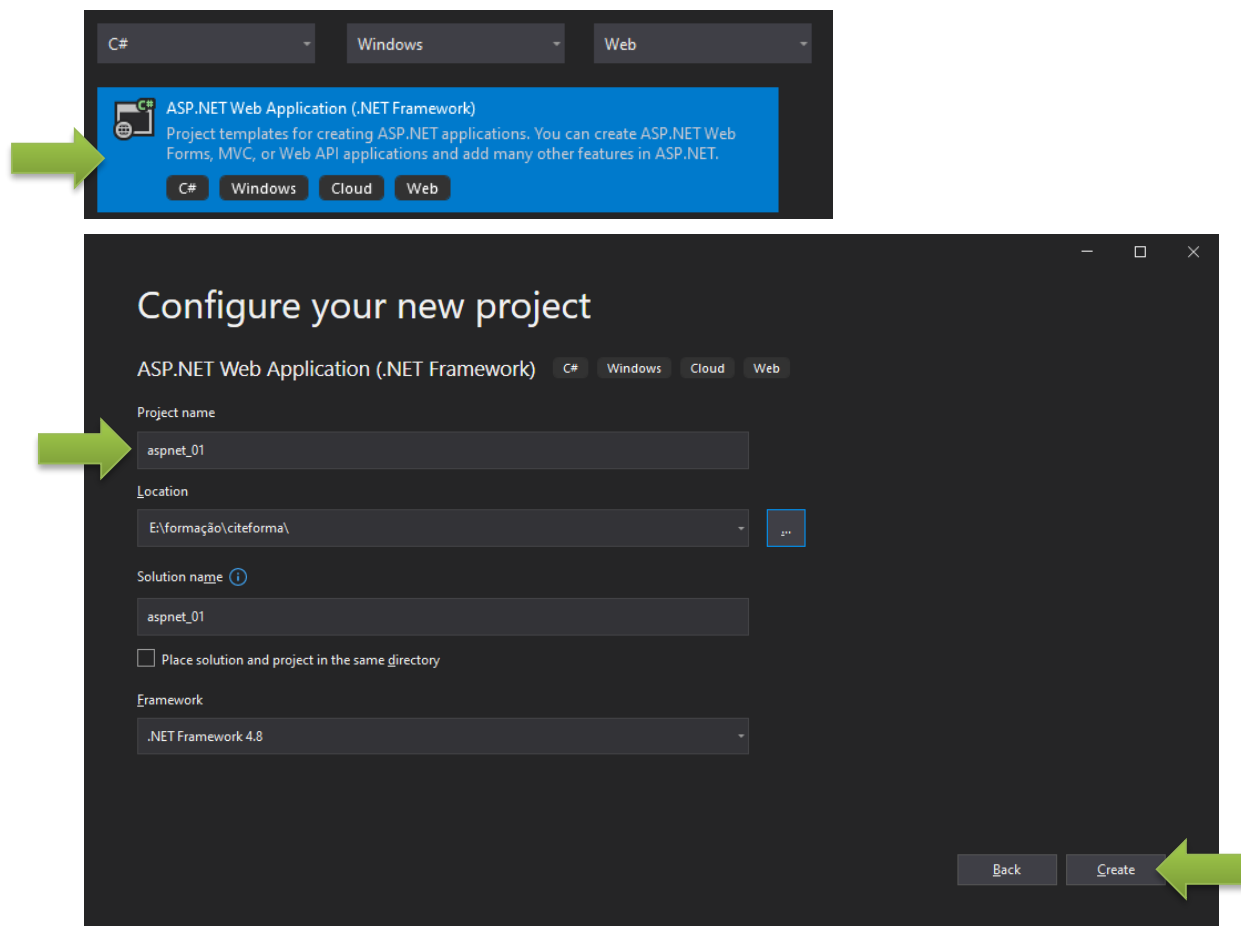 C#
Windows
Web
ASP.NET Web Application (.NET Framework)
Project templates for creating ASP.NET applications. You can create ASP.NET Web
Forms, MVC, or Web API applications and add many other features in ASP.NET.
C# Windows Cloud Web
Configure your new project
ASP.NET Web Application (.NET Framework) C# Windows Cloud Web
Project name
aspnet_01
Location
E:\formação\citeforma\
...
Solution name
aspnet_01
Place solution and project in the same directory
Framework
.NET Framework 4.8
Back
Create